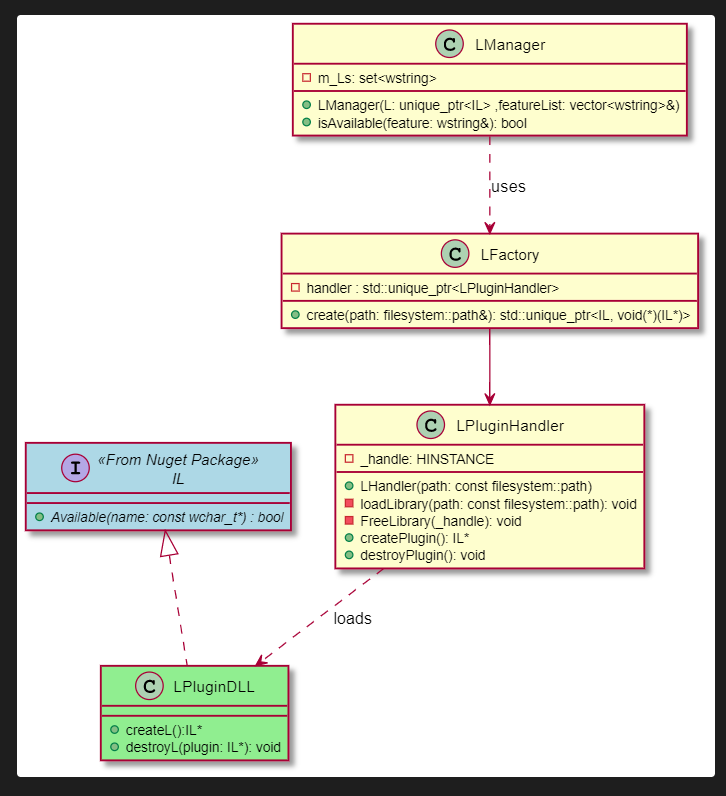 C LManager
m_Ls: set<wstring>
LManager(L: unique_ptr<IL> ,featureList: vector<wstring>&)
isAvailable(feature: wstring&): bool
uses
C LFactory
handler : std::unique_ptr<LPluginHandler>
create(path: filesystem::path&): std::unique_ptr<IL, void(*)(IL*)>
C LPluginHandler
_handle: HINSTANCE
LHandler(path: const filesystem::path)
loadLibrary(path: const filesystem::path): void
FreeLibrary(_handle): void
createPlugin(): IL*
destroyPlugin(): void
I «From Nuget Package»
IL
Available(name: const wchar_t*) : bool
loads
C LPluginDLL
createL():IL*
destroyL(plugin: IL*): void